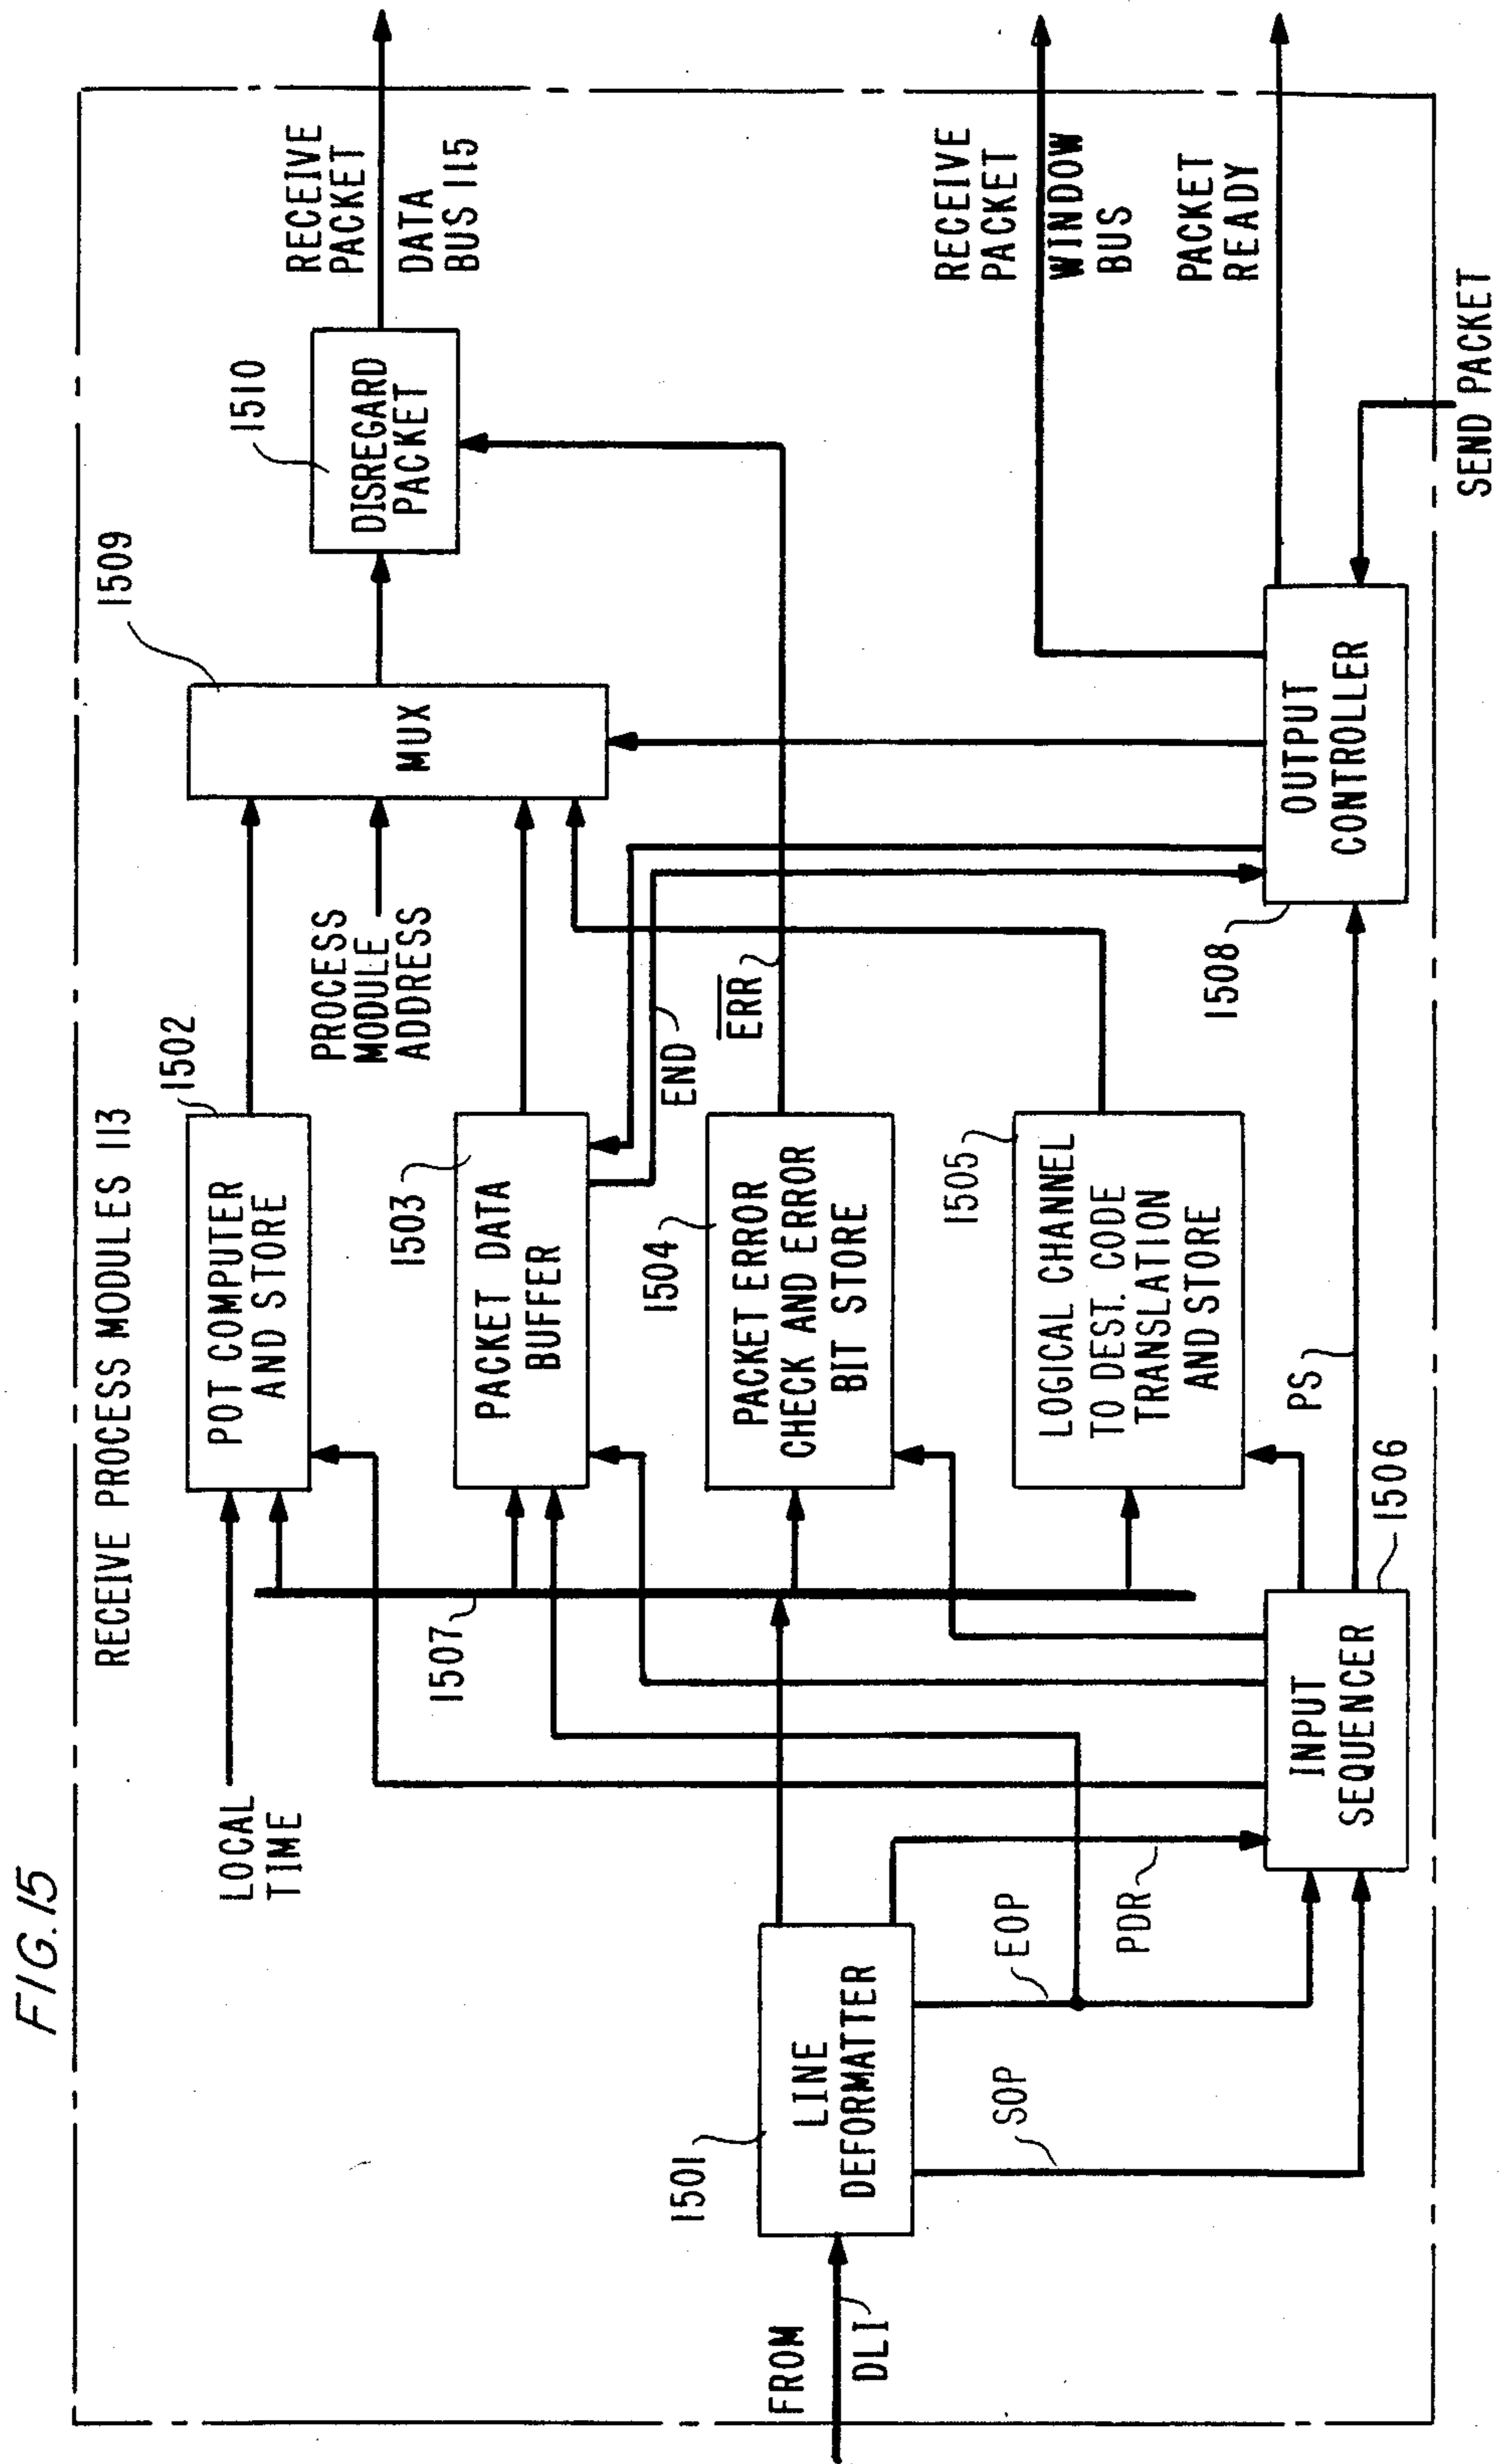 FIG. 15
RECEIVE PROCESS MODULES 113
LOCAL
TIME
1502
POT COMPUTER
AND STORE
PROCESS
MODULE
ADDRESS
1509
MUX
1510
DISREGARD
PACKET
RECEIVE
PACKET
DATA
BUS 115
1507
1503
PACKET DATA
BUFFER
END
ERR
1504
PACKET ERROR
CHECK AND ERROR
BIT STORE
1505
LOGICAL CHANNEL
TO DEST. CODE
TRANSLATION
AND STORE
FROM
DLI
1501
LINE
DEFORMATTER
SOP
EOP
PDR
INPUT
SEQUENCER
1506
PS
1508
OUTPUT
CONTROLLER
RECEIVE
PACKET
WINDOW
BUS
PACKET
READY
SEND PACKET